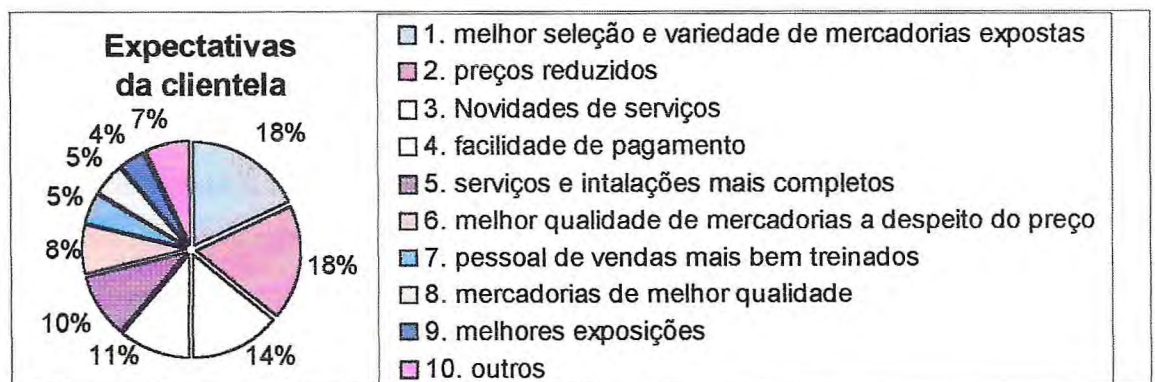 Expectativas
da clientela
18%
18%
14%
11%
10%
8%
5%
5%
4%
7%
1. melhor seleção e variedade de mercadorias expostas
2. preços reduzidos
3. Novidades de serviços
4. facilidade de pagamento
5. serviços e intalações mais completos
6. melhor qualidade de mercadorias a despeito do preço
7. pessoal de vendas mais bem treinados
8. mercadorias de melhor qualidade
9. melhores exposições
10. outros